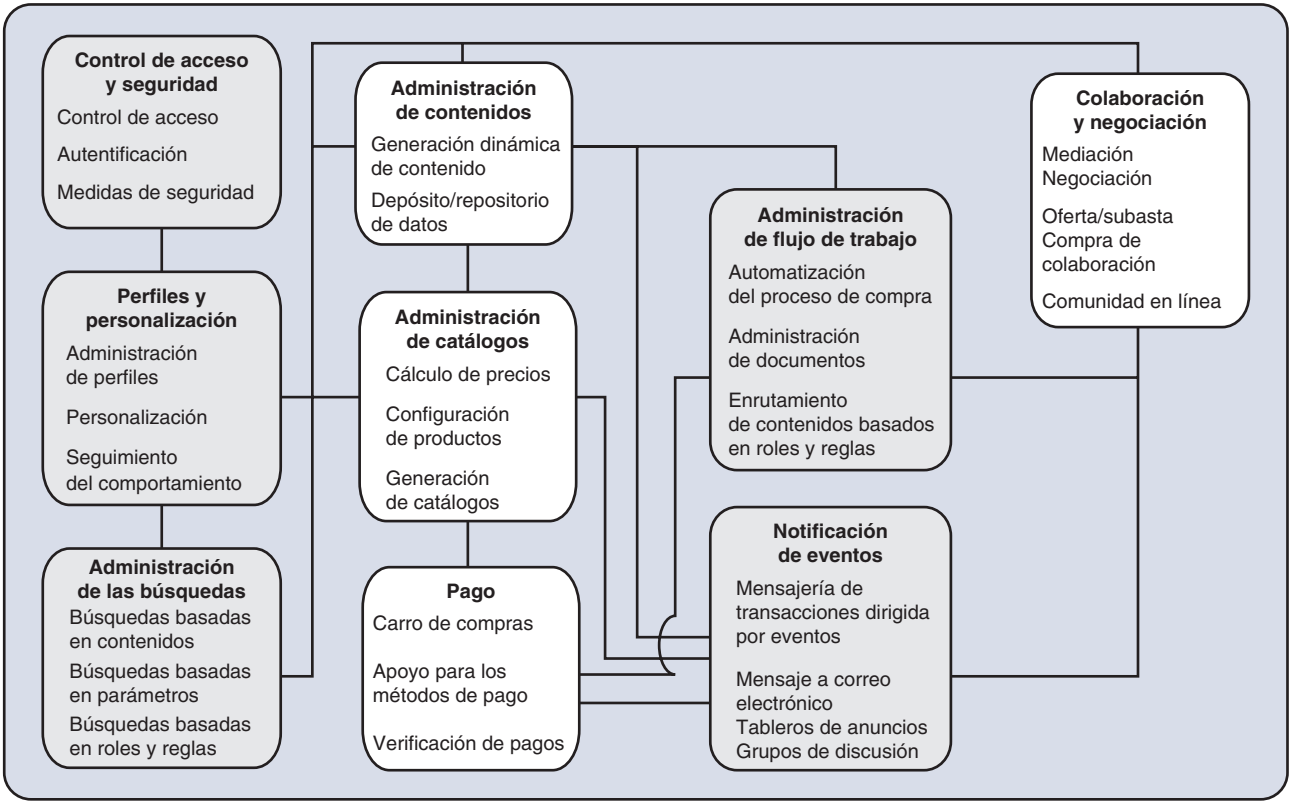 Control de acceso
y seguridad
Control de acceso
Autentificación
Medidas de seguridad
Perfiles y
personalización
Administración
de perfiles
Personalización
Seguimiento
del comportamiento
Administración
de las búsquedas
Búsquedas basadas
en contenidos
Búsquedas basadas
en parámetros
Búsquedas basadas
en roles y reglas
Administración
de contenidos
Generación dinámica
de contenido
Depósito/repositorio
de datos
Administración
de catálogos
Cálculo de precios
Configuración
de productos
Generación
de catálogos
Pago
Carro de compras
Apoyo para los
métodos de pago
Verificación de pagos
Administración
de flujo de trabajo
Automatización
del proceso de compra
Administración
de documentos
Enrutamiento
de contenidos basados
en roles y reglas
Notificación
de eventos
Mensajería de
transacciones dirigida
por eventos
Mensaje a correo
electrónico
Tableros de anuncios
Grupos de discusión
Colaboración
y negociación
Mediación
Negociación
Oferta/subasta
Compra de
colaboración
Comunidad en línea